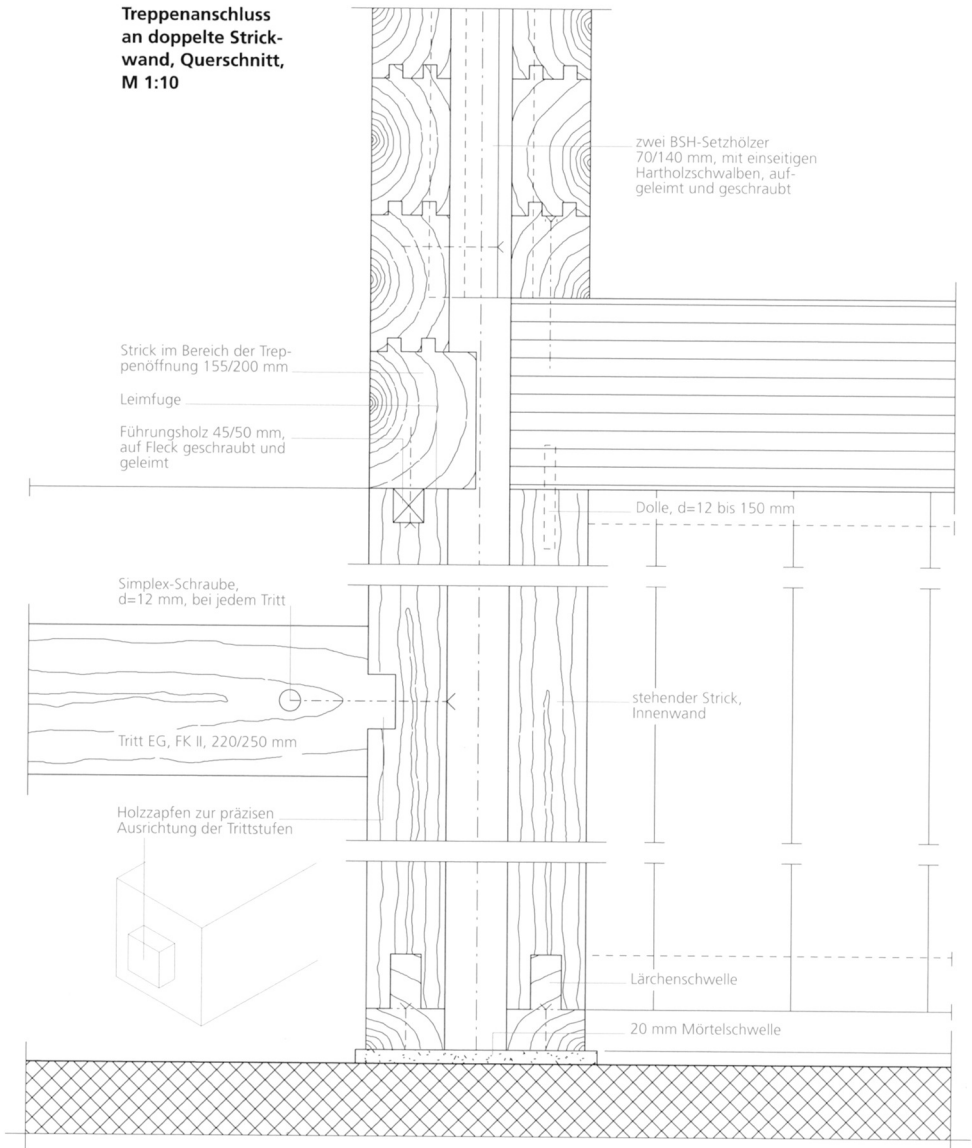 Treppenanschluss
an doppelte Strick-
wand, Querschnitt,
M 1:10
zwei BSH-Setzhölzer
70/140 mm, mit einseitigen
Hartholzschwalben, auf-
geleimt und geschraubt
Strick im Bereich der Trep-
penöffnung 155/200 mm
Leimfuge
Führungsholz 45/50 mm,
auf Fleck geschraubt und
geleimt
Dolle, d=12 bis 150 mm
Simplex-Schraube,
d=12 mm, bei jedem Tritt
stehender Strick,
Innenwand
Tritt EG, FK II, 220/250 mm
Holzzapfen zur präzisen
Ausrichtung der Trittstufen
Lärchenschwelle
20 mm Mörtelschwelle